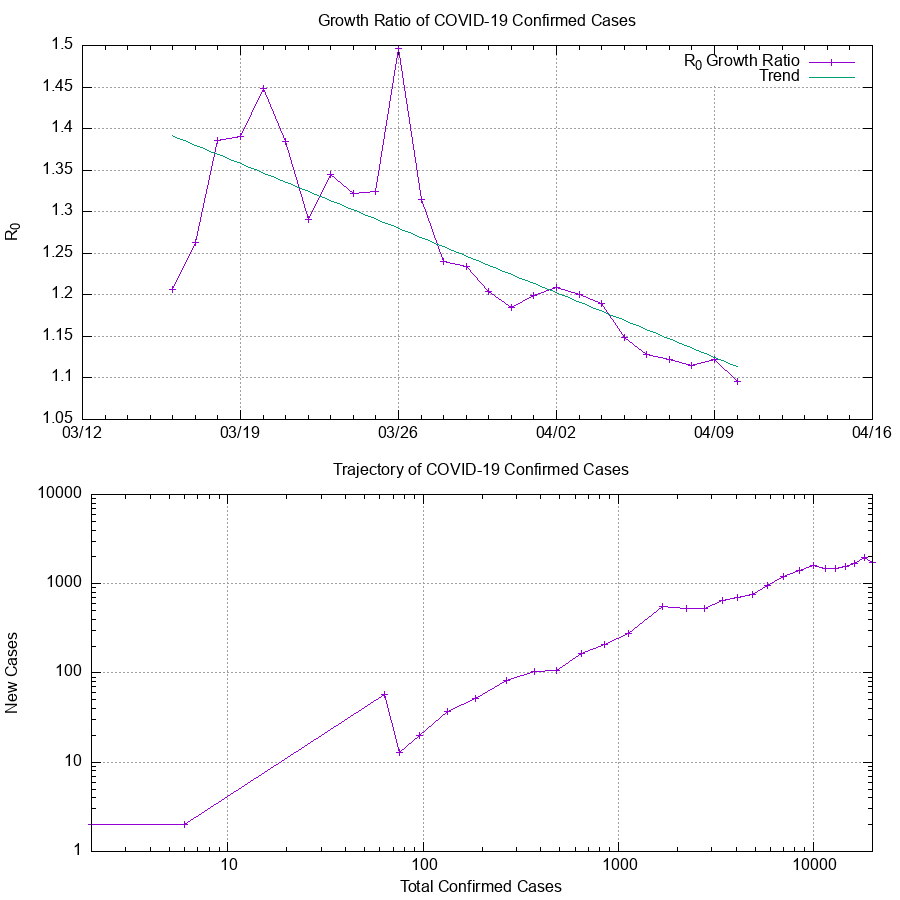 Growth Ratio of COVID-19 Confirmed Cases
1.5
1.45
1.4
1.35
1.3
1.25
1.2
1.15
1.1
1.05
R0
R0 Growth Ratio
Trend
03/12 03/19 03/26 04/02 04/09 04/16
Trajectory of COVID-19 Confirmed Cases
10000
1000
100
10
1
New Cases
10 100 1000 10000
Total Confirmed Cases